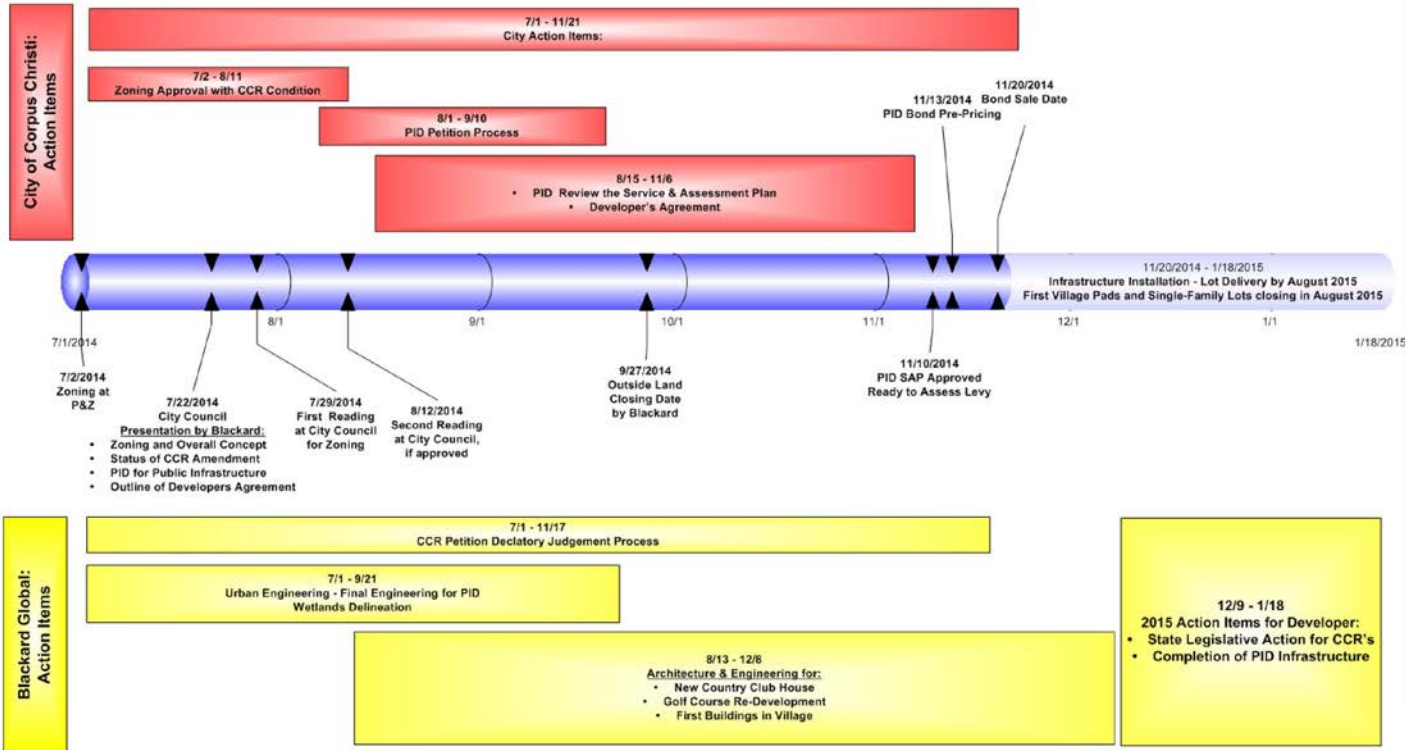 City of Corpus Christi:
Action Items
7/1 - 11/21
City Action Items:
7/2 - 8/11
Zoning Approval with CCR Condition
8/1 - 9/10
PID Petition Process
8/15 - 11/6
• PID Review the Service & Assessment Plan
• Developer's Agreement
11/13/2014
PID Bond Pre-Pricing
11/20/2014
Bond Sale Date
11/20/2014 - 1/18/2015
Infrastructure Installation - Lot Delivery by August 2015
First Village Pads and Single-Family Lots closing in August 2015
7/1/2014
8/1
9/1
10/1
11/1
12/1
1/1
1/18/2015
7/2/2014
Zoning at
P&Z
7/22/2014
City Council
Presentation by Blackard:
• Zoning and Overall Concept
• Status of CCR Amendment
• PID for Public Infrastructure
• Outline of Developers Agreement
7/29/2014
First Reading
at City Council
for Zoning
8/12/2014
Second Reading
at City Council,
if approved
9/27/2014
Outside Land
Closing Date
by Blackard
11/10/2014
PID SAP Approved
Ready to Assess Levy
Blackard Global:
Action Items
7/1 - 11/17
CCR Petition Declatory Judgement Process
7/1 - 9/21
Urban Engineering - Final Engineering for PID
Wetlands Delineation
8/13 - 12/8
Architecture & Engineering for:
• New Country Club House
• Golf Course Re-Development
• First Buildings in Village
12/9 - 1/18
2015 Action Items for Developer:
• State Legislative Action for CCR's
• Completion of PID Infrastructure